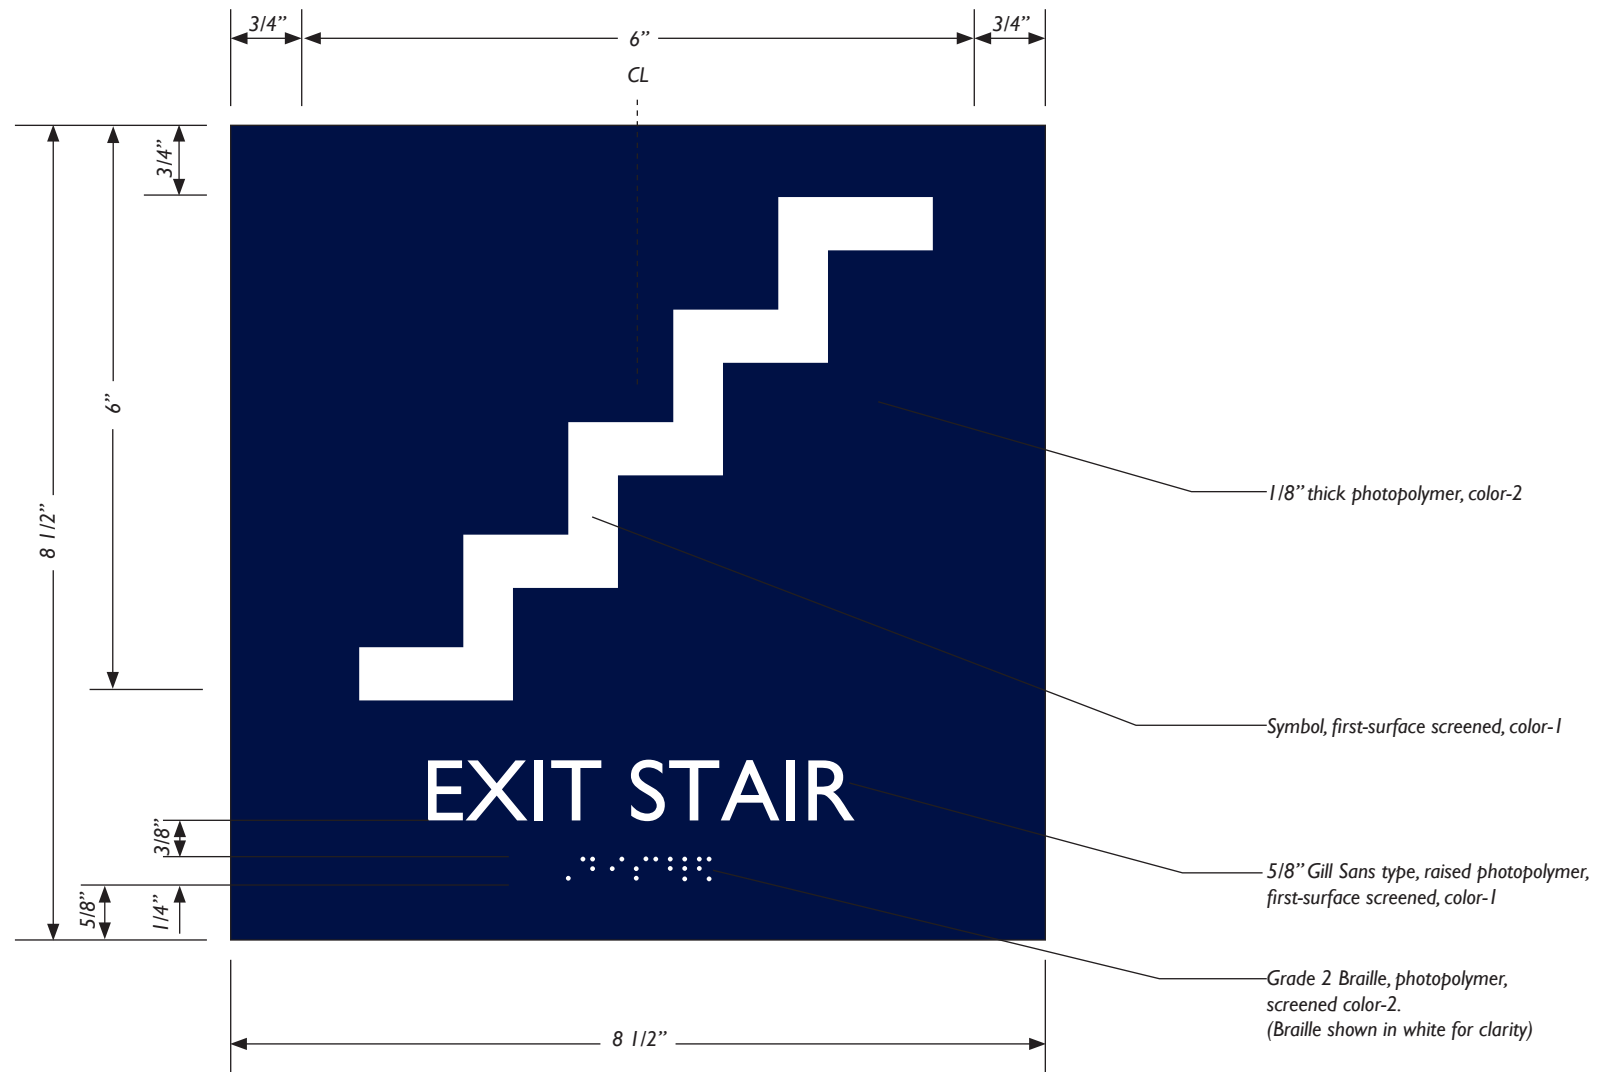 3/4”
6”
3/4”
CL
3/4”
6”
8 1/2”
1/8” thick photopolymer, color-2
Symbol, first-surface screened, color-1
EXIT STAIR
3/8”
5/8”
1/4”
5/8” Gill Sans type, raised photopolymer,
first-surface screened, color-1
Grade 2 Braille, photopolymer,
screened color-2.
(Braille shown in white for clarity)
8 1/2”